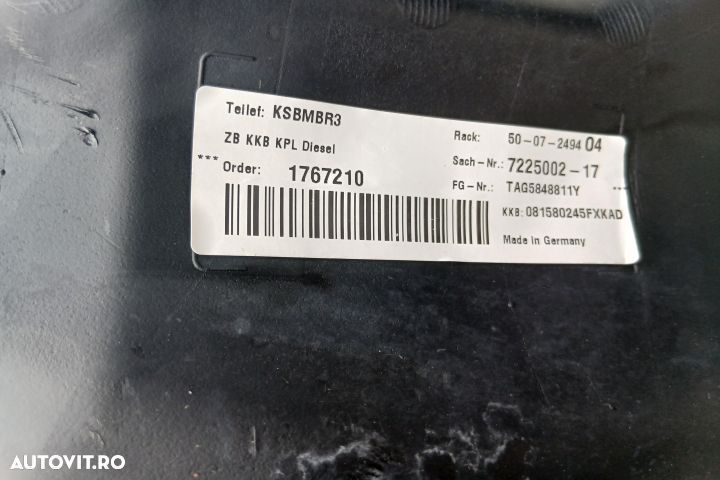 Teilef: KSBMBR3
ZB KKB KPL Diesel
*** Order: 1767210
Rack: 50-07-2494 04
Sach-Nr.: 7225002-17
FG-Nr.: TAG5848811Y ***
KKB: 081580245FXKAD
Made in Germany
AUTOVIT.RO